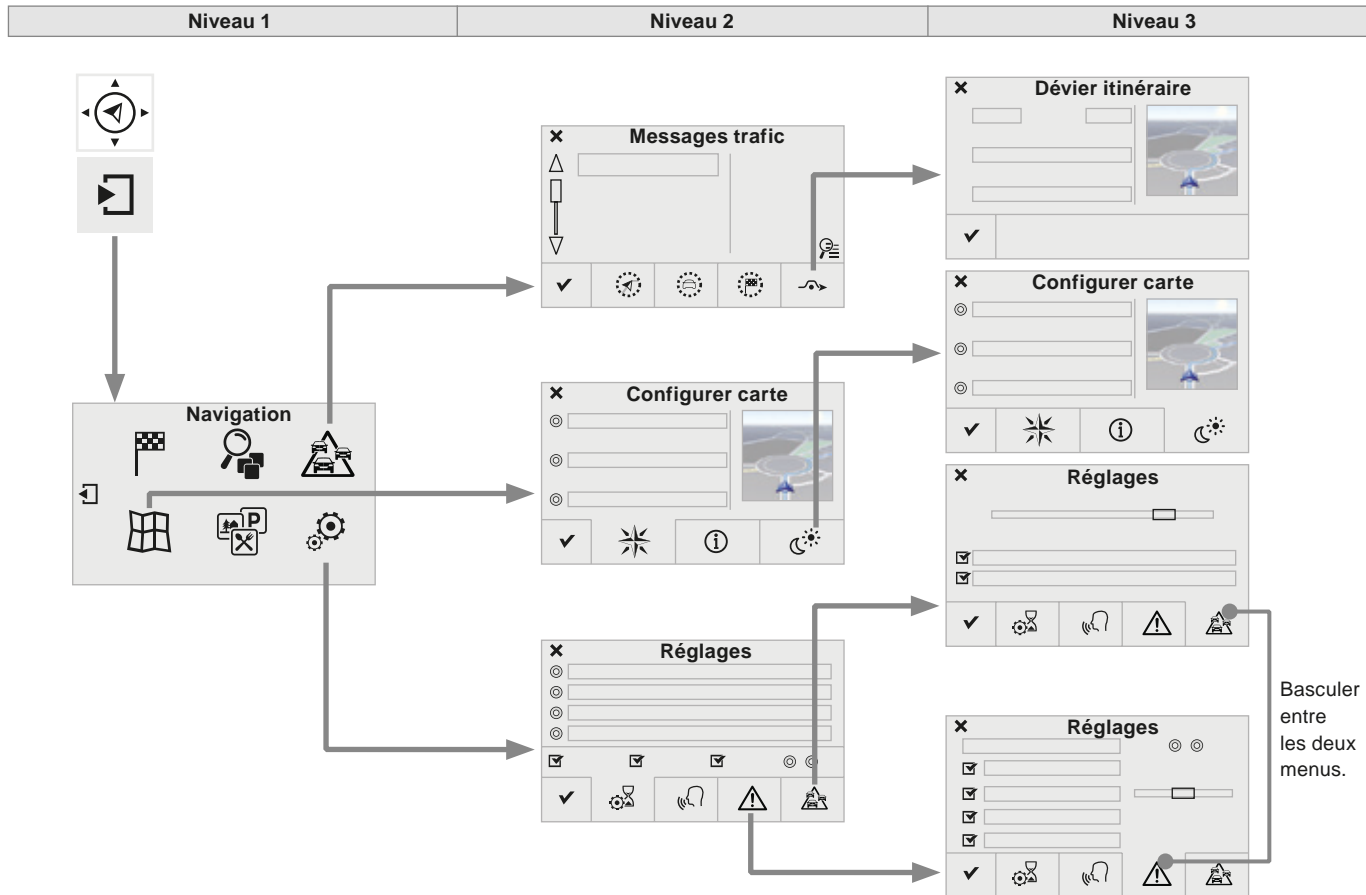 Niveau 1
Niveau 2
Niveau 3
Navigation
Messages trafic
Dévier itinéraire
Configurer carte
Configurer carte
Réglages
Réglages
Réglages
P
Basculer
entre
les deux
menus.